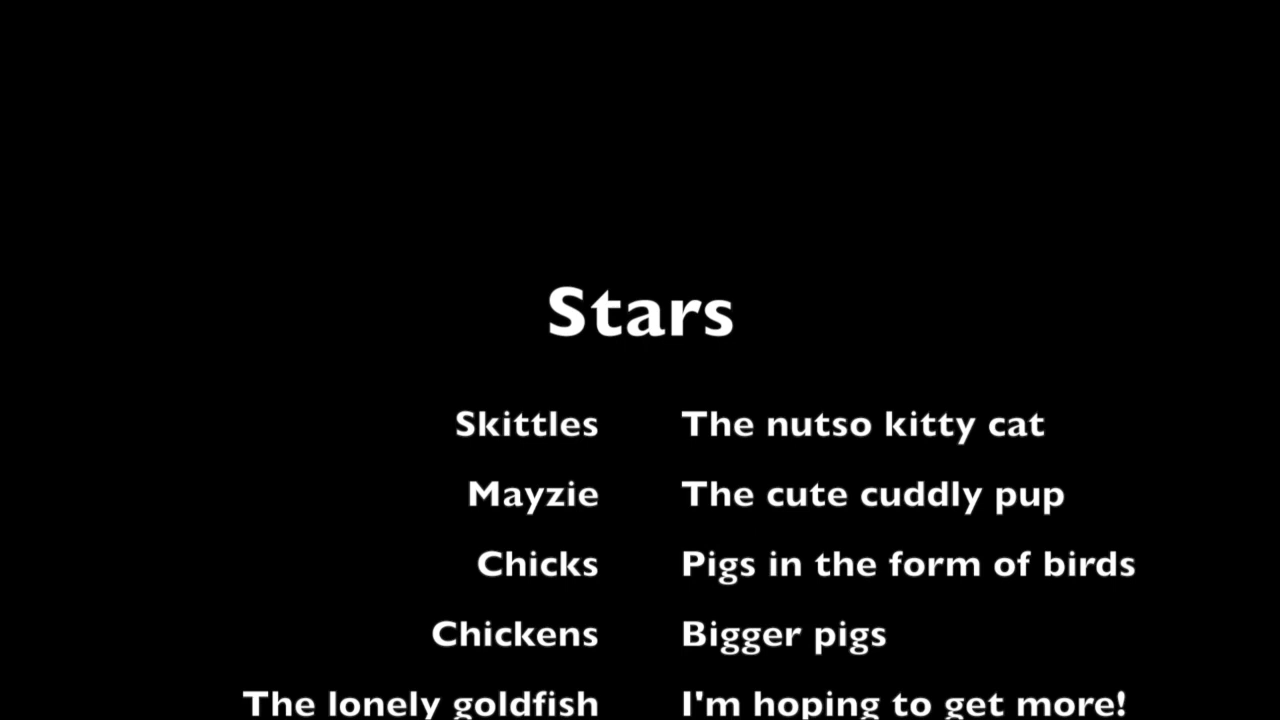 Stars
Skittles The nutso kitty cat
Mayzie The cute cuddly pup
Chicks Pigs in the form of birds
Chickens Bigger pigs
The lonely goldfish I'm hoping to get more!